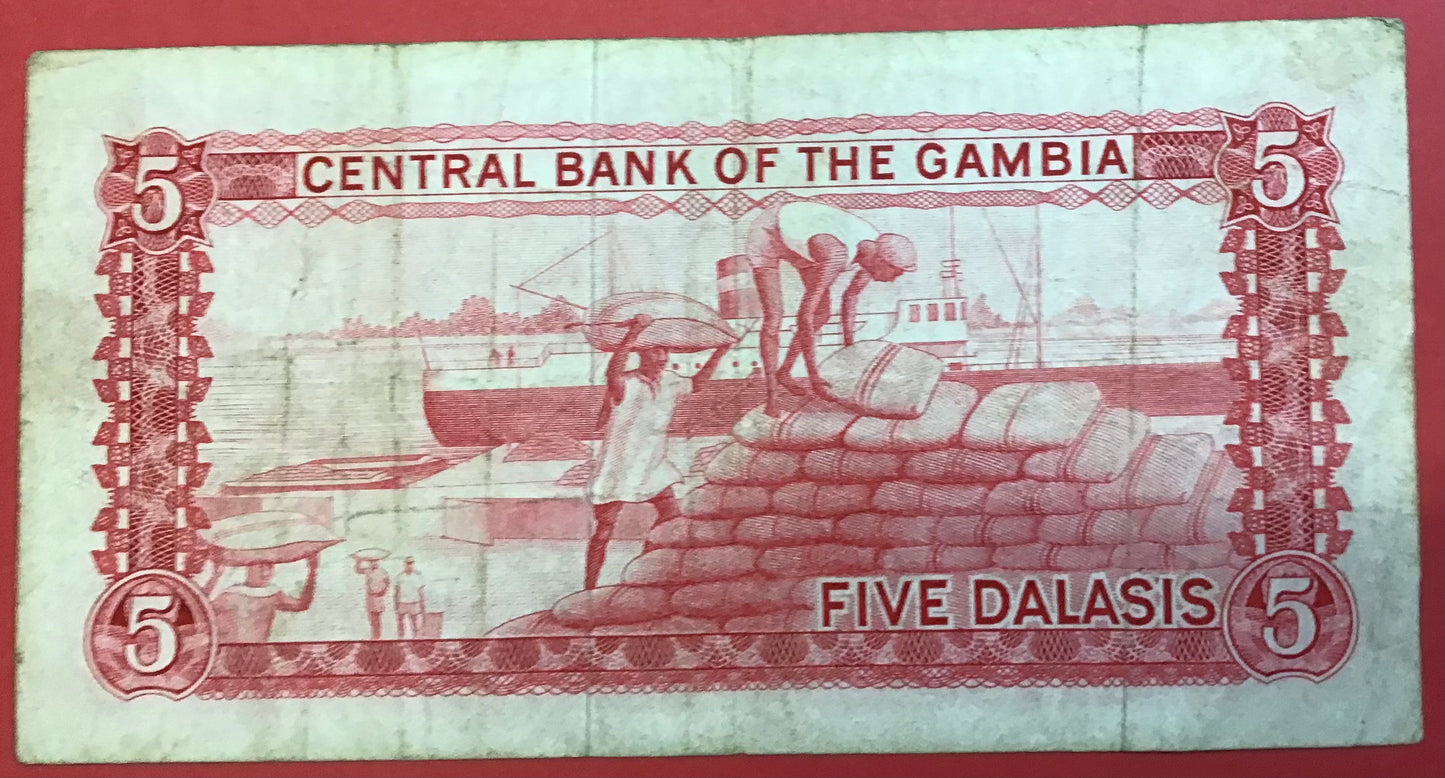 5 5
CENTRAL BANK OF THE GAMBIA
FIVE DALASIS
5 5